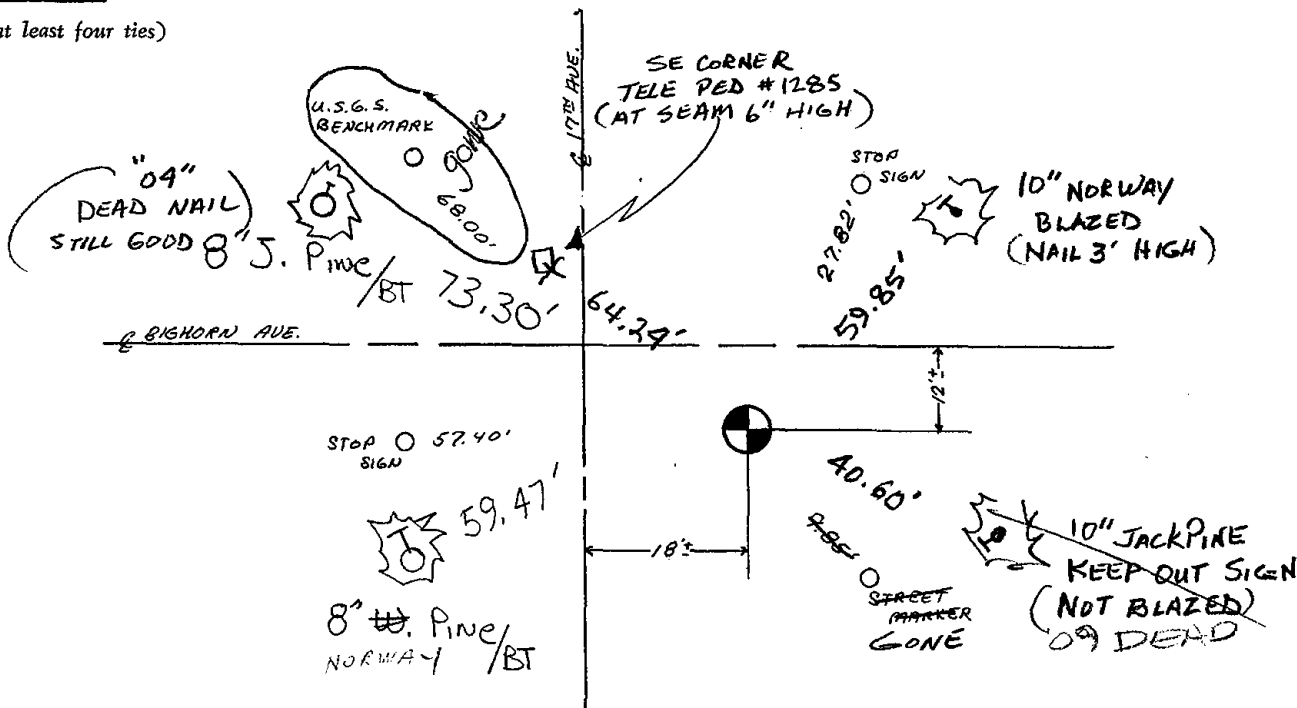 at least four ties)
℄ 17TH AVE.
SE CORNER
TELE PED #1285
(AT SEAM 6" HIGH)
U.S.G.S.
BENCHMARK
gone
68.00'
"04"
DEAD NAIL
STILL GOOD
8" J. Pine
/BT
73.30'
64.24'
STOP
SIGN
27.82'
10" NORWAY
BLAZED
(NAIL 3' HIGH)
59.85'
℄ BIGHORN AVE.
12'±
STOP
SIGN
57.40'
59.47'
8" W. Pine
NORWAY
/BT
18'±
40.60'
9.85'
STREET
MARKER
GONE
10" JACKPINE
KEEP OUT SIGN
(NOT BLAZED)
'09 DEAD